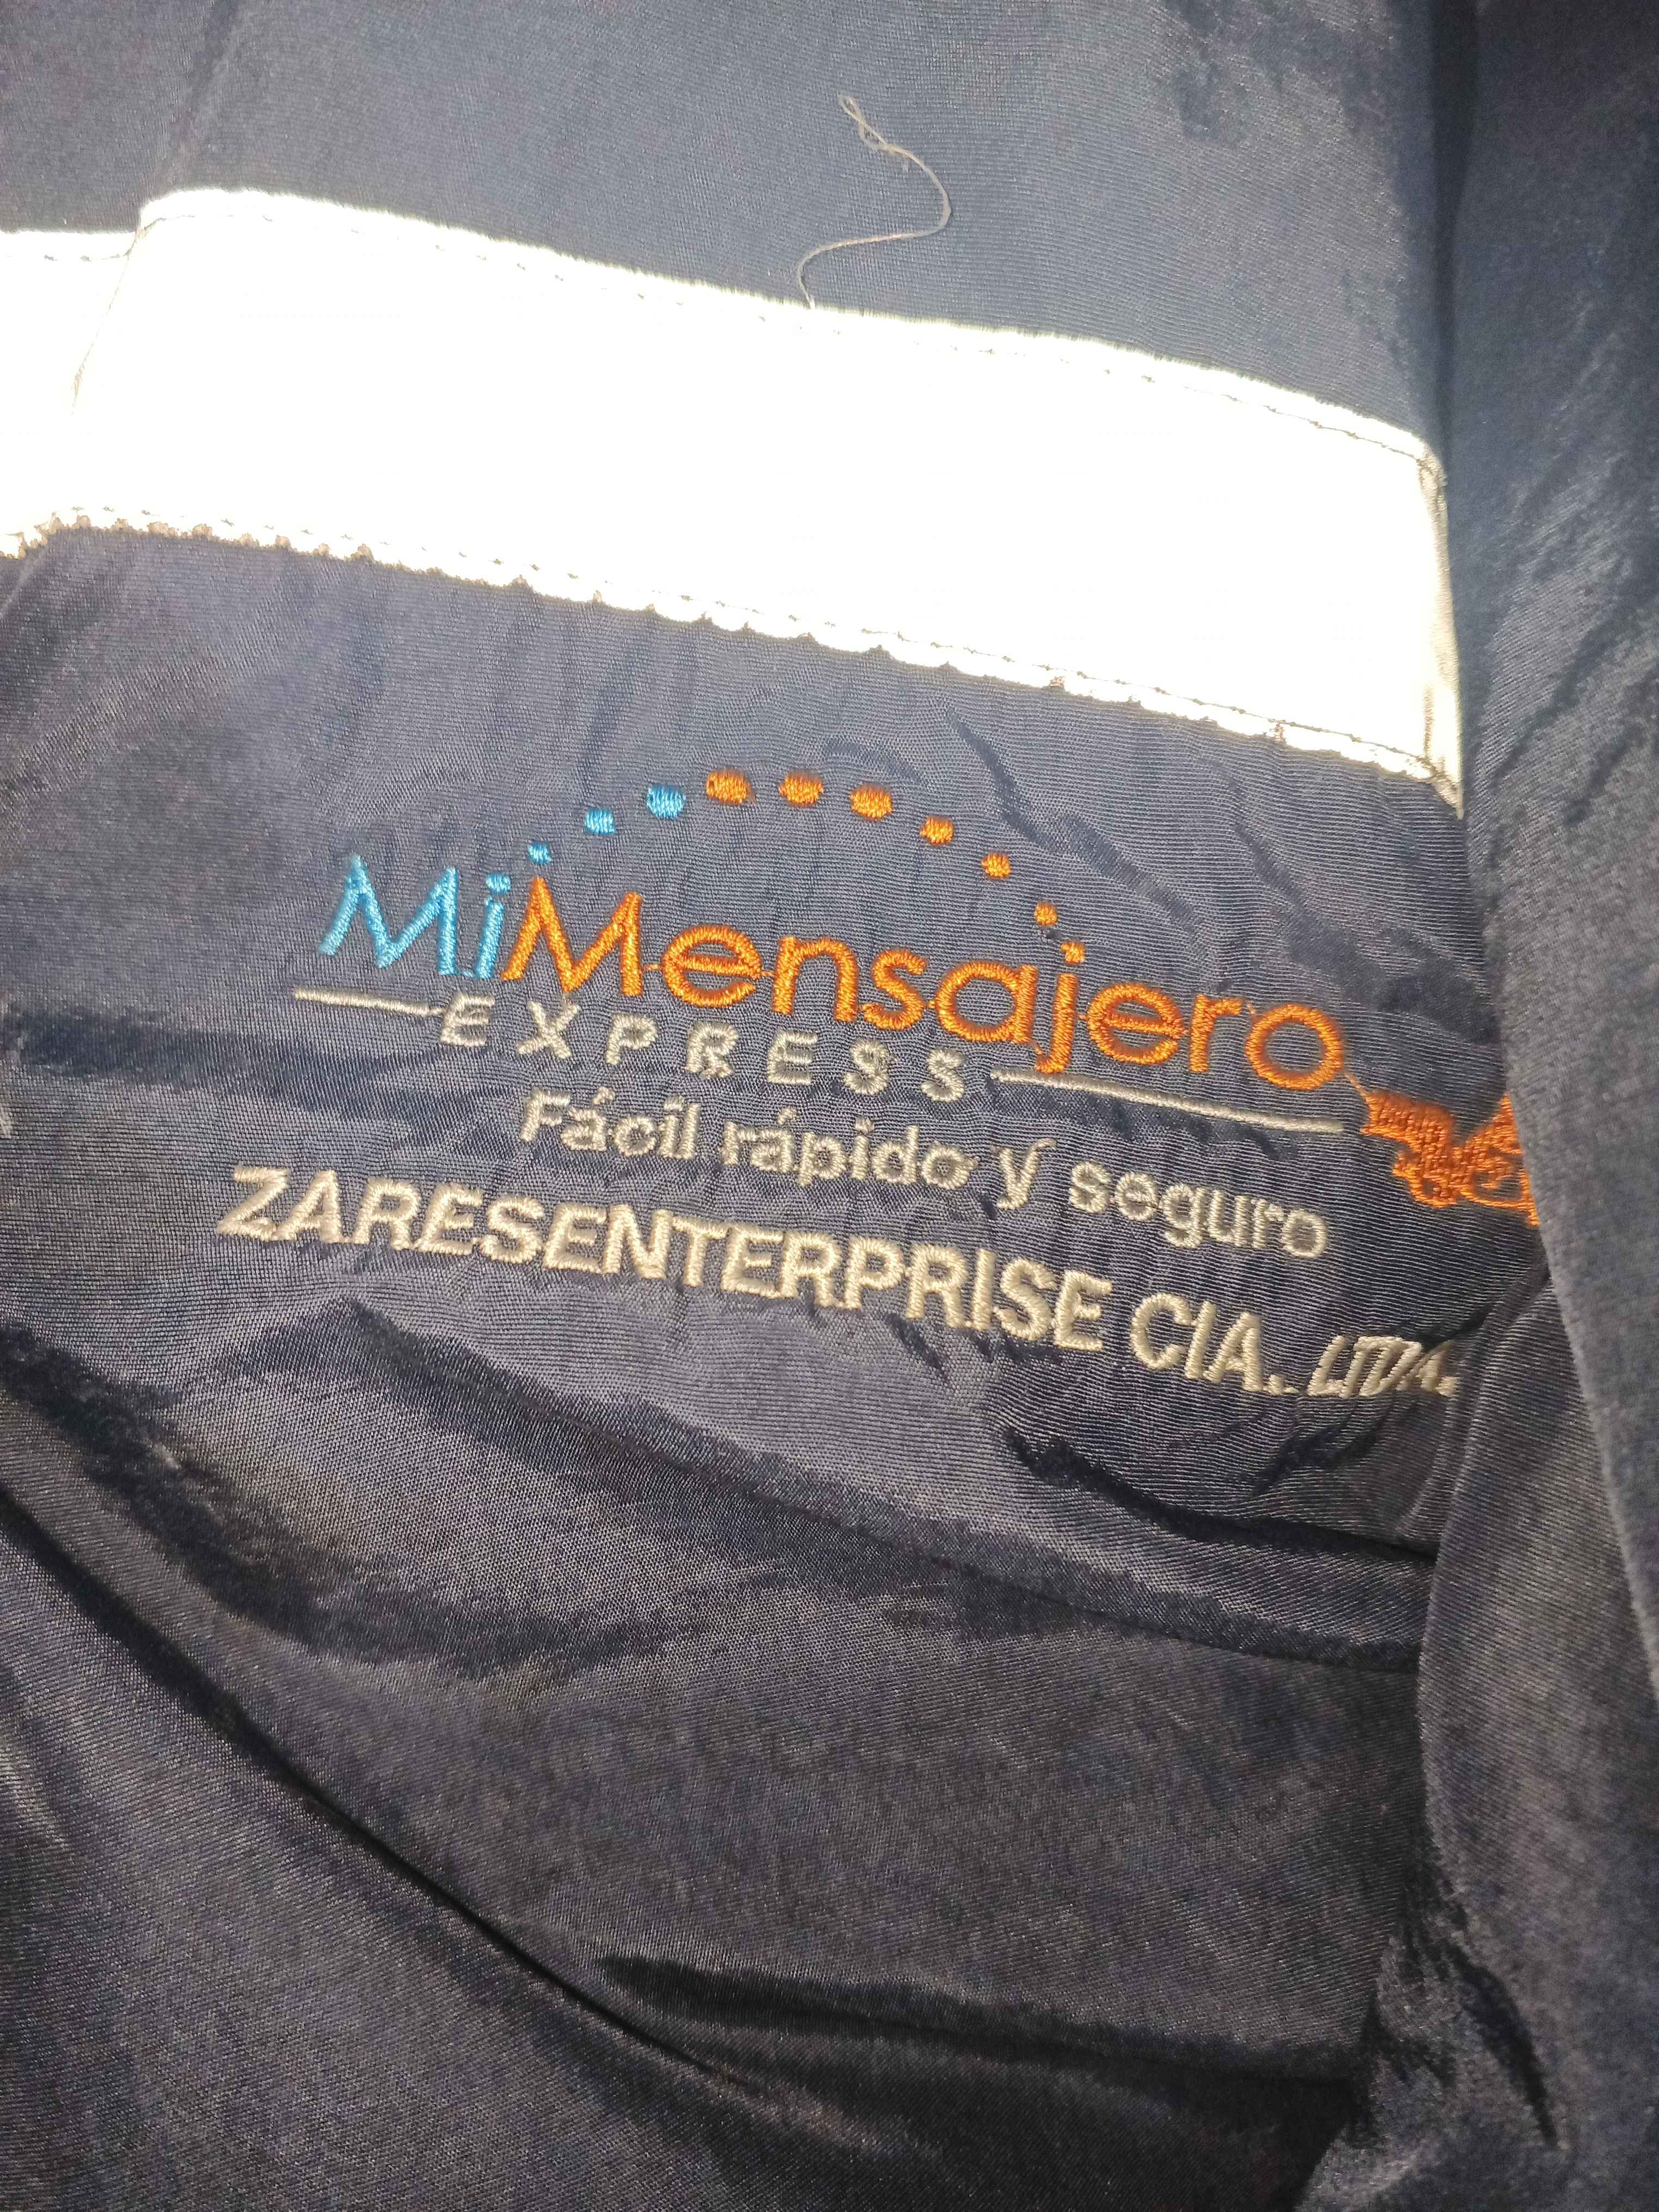 MiMensajero
EXPRESS
Fácil rápido y seguro
ZARESENTERPRISE CIA. LTDA.